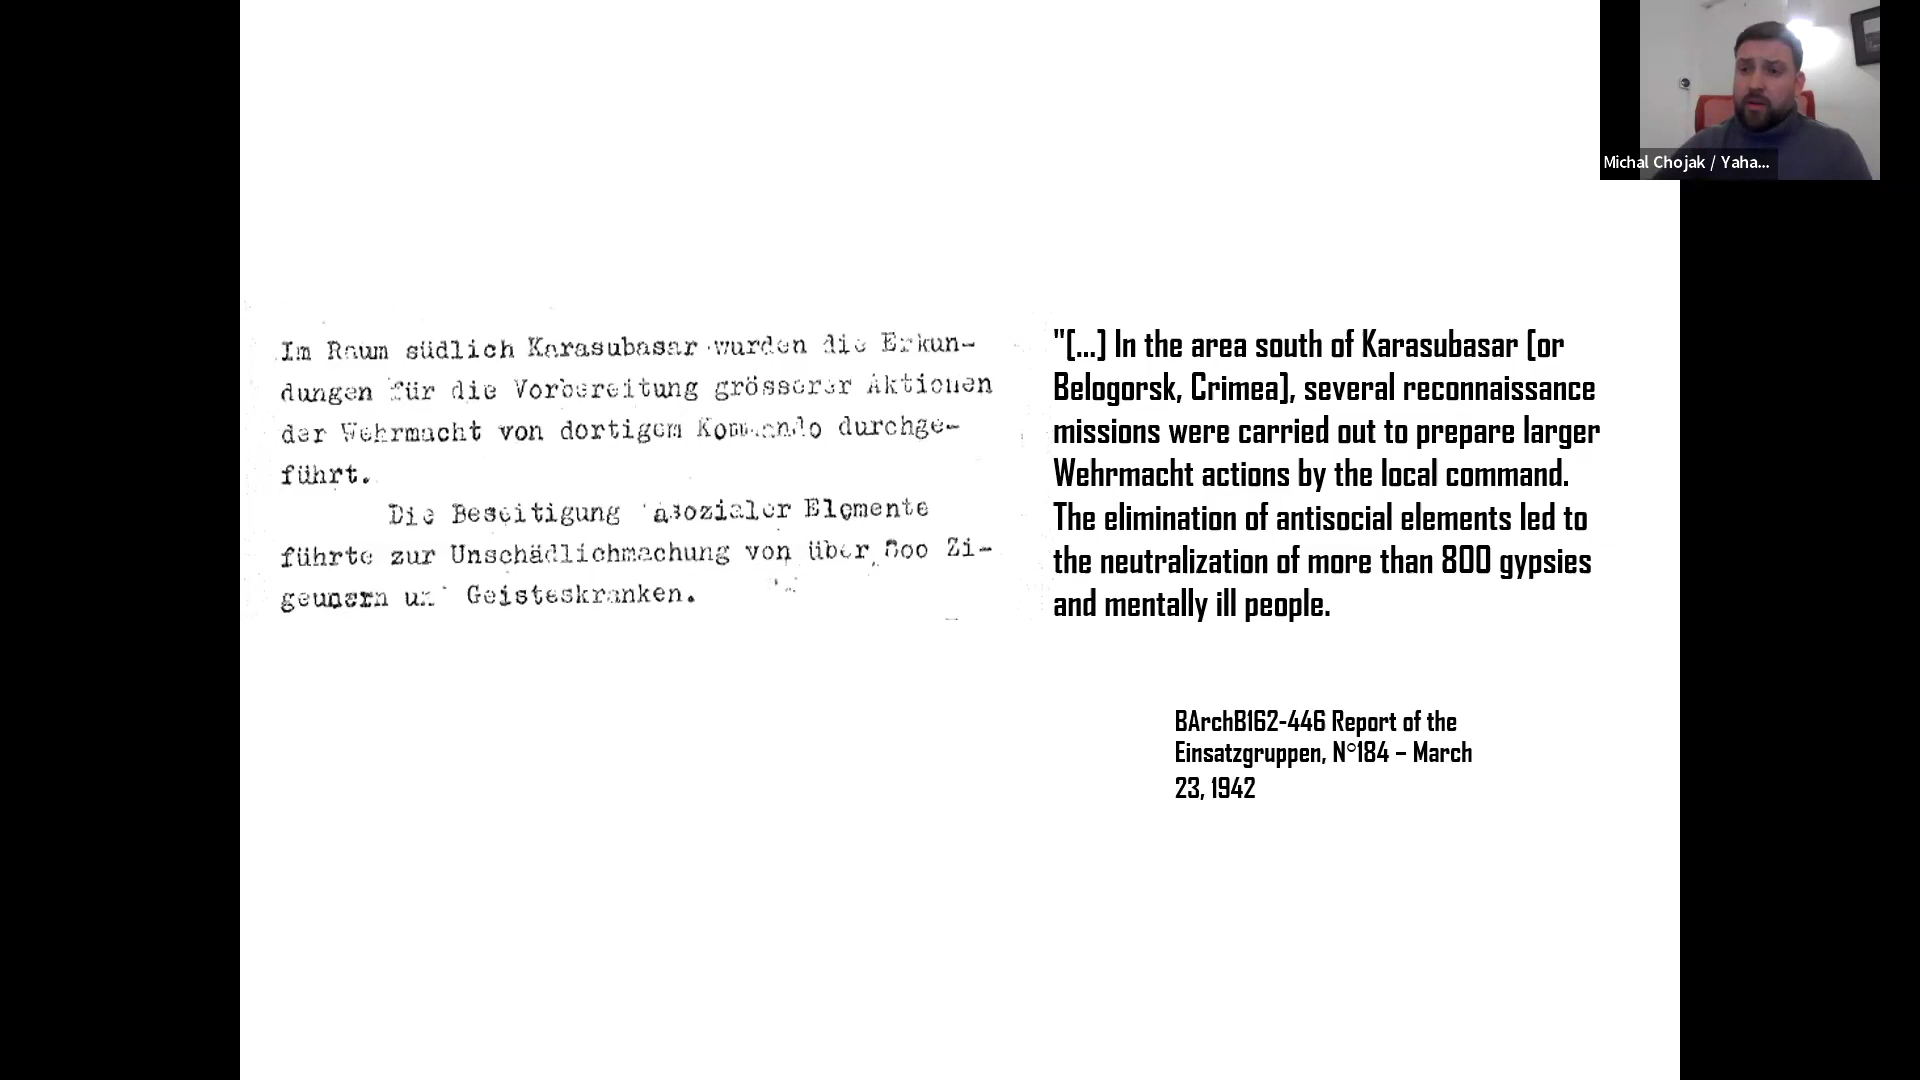 Im Raum südlich Karasubasar wurden die Erkun-
dungen für die Vorbereitung grösserer Aktionen
der Wehrmacht von dortigem Kommando durchge-
führt.
Die Beseitigung asozialer Elemente
führte zur Unschädlichmachung von über 800 Zi-
geunern und Geisteskranken.
"[...] In the area south of Karasubasar [or
Belogorsk, Crimea], several reconnaissance
missions were carried out to prepare larger
Wehrmacht actions by the local command.
The elimination of antisocial elements led to
the neutralization of more than 800 gypsies
and mentally ill people.
BArchB162-446 Report of the
Einsatzgruppen, N°184 – March
23, 1942
Michal Chojak / Yaha...